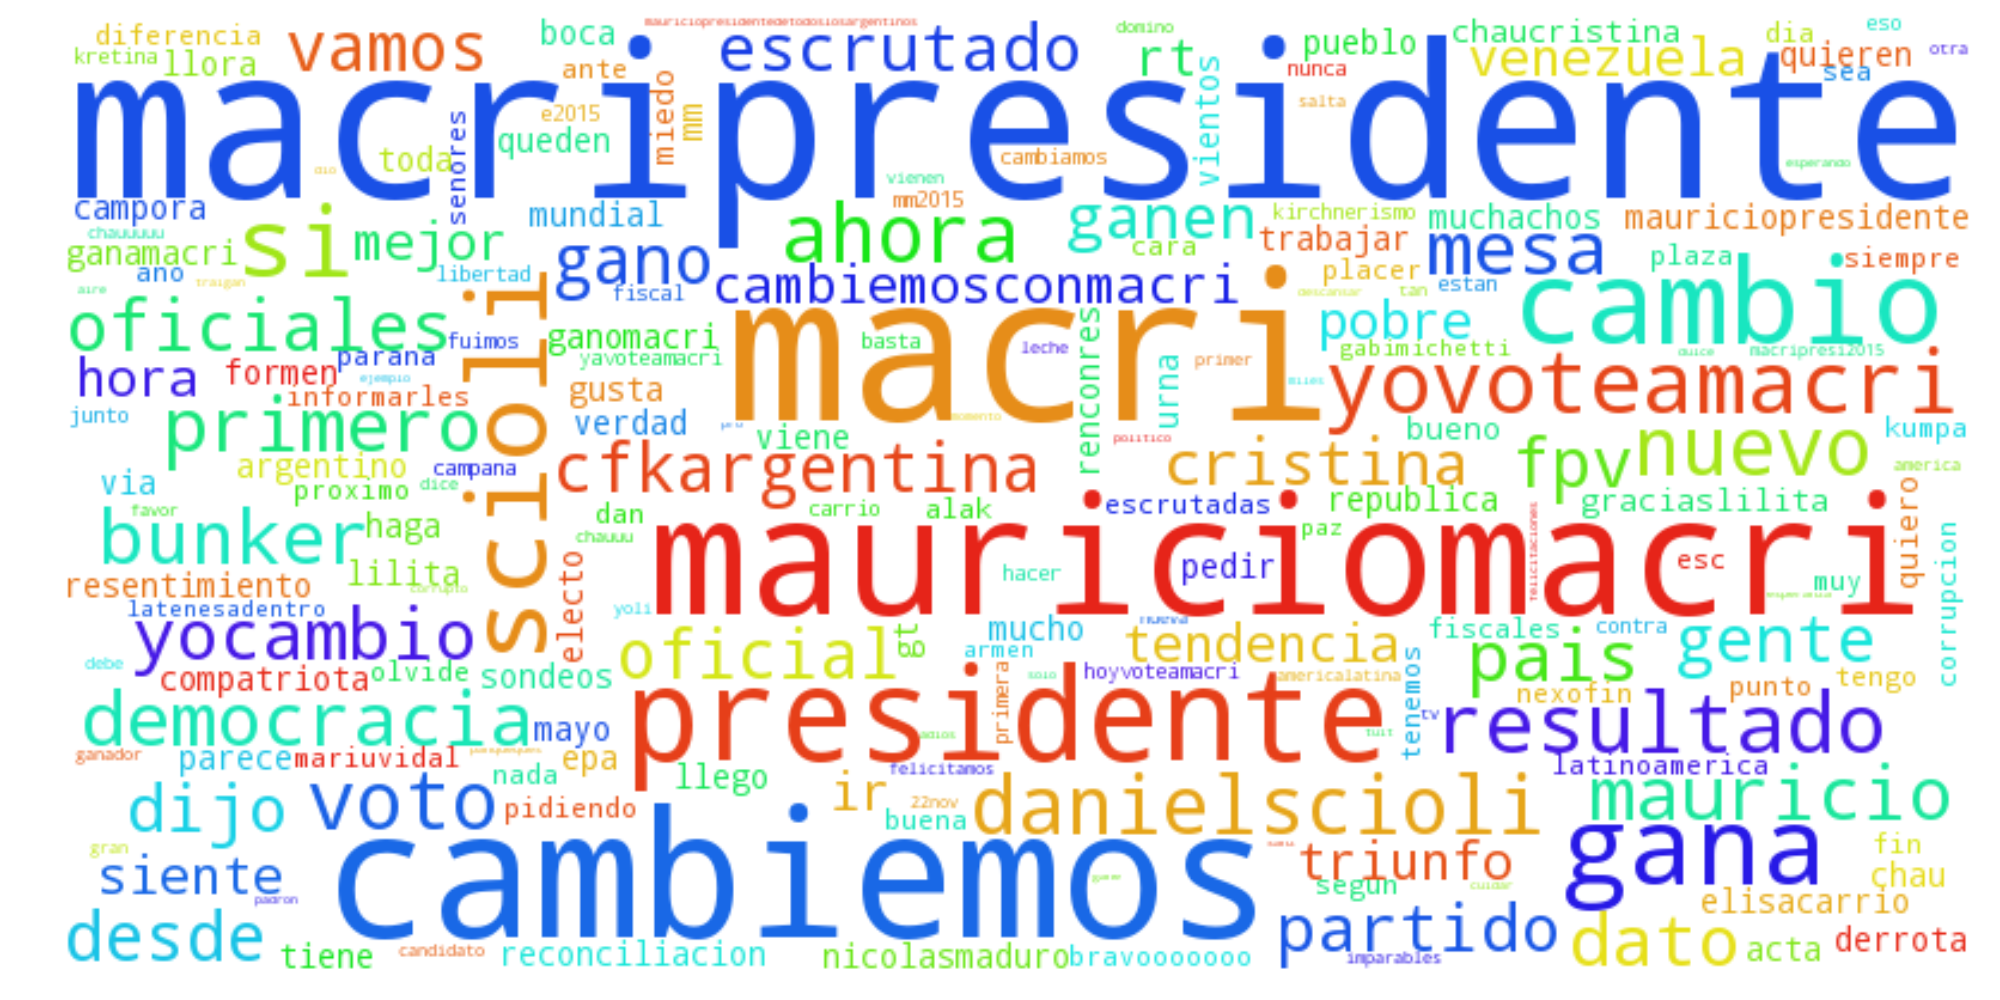 mauriciopresidentedetodoslosargentinos
diferencia
vamos
boca
escrutado
domino
rt
pueblo
chaucristina
dia
eso
kretina
llora
ante
nunca
venezuela
quieren
otra
sea
macripresidente
e2015
miedo
mm
salta
vientos
queden
senores
toda
cambiamos
esperando
dio
vienen
mm2015
campora
mundial
ahora
ganen
kirchnerismo
muchachos
mauriciopresidente
chauuuuu
si
mejor
cara
trabajar
mesa
ganamacri
gano
plaza
siempre
ano
libertad
placer
traigan
aire
fiscal
cambiemosconmacri
estan
tan
descansar
cambio
oficiales
scioli
macri
pobre
fuimos
ganomacri
basta
leche
renconres
gabimichetti
macripresi2015
parana
yavoteamacri
primer
urna
hora
formen
ejemplo
gusta
yovoteamacri
informarles
junto
primero
verdad
momento
viene
politico
bueno
nuevo
kumpa
argentino
campana
cfkargentina
cristina
fpv
america
via
proximo
dice
favor
bunker
haga
dan
carrio
alak
escrutadas
republica
graciaslilita
quiero
chauuu
mauriciomacri
paz
felicitaciones
corrupcion
resentimiento
lilita
corrupto
electo
hacer
pedir
esc
muy
latenesadentro
yoli
nueva
yocambio
oficial
tg
mucho
armen
tendencia
fiscales
contra
gente
debe
compatriota
olvide
sondeos
hoyvoteamacri
americalatina
tenemos
pais
tengo
solo
nexofin
punto
democracia
mayo
presidente
primera
adios
tuit
tv
resultado
ganador
parece
mariuvidal
epa
nada
llego
felicitamos
latinoamerica
dijo
voto
pidiendo
ir
22nov
buena
danielscioli
mauricio
gran
siente
padron
cambiemos
triunfo
segun
cuidar
gana
fin
chau
elisacarrio
desde
tiene
candidato
reconciliacion
nicolasmaduro
bravooooooo
partido
imparables
dato
acta
derrota